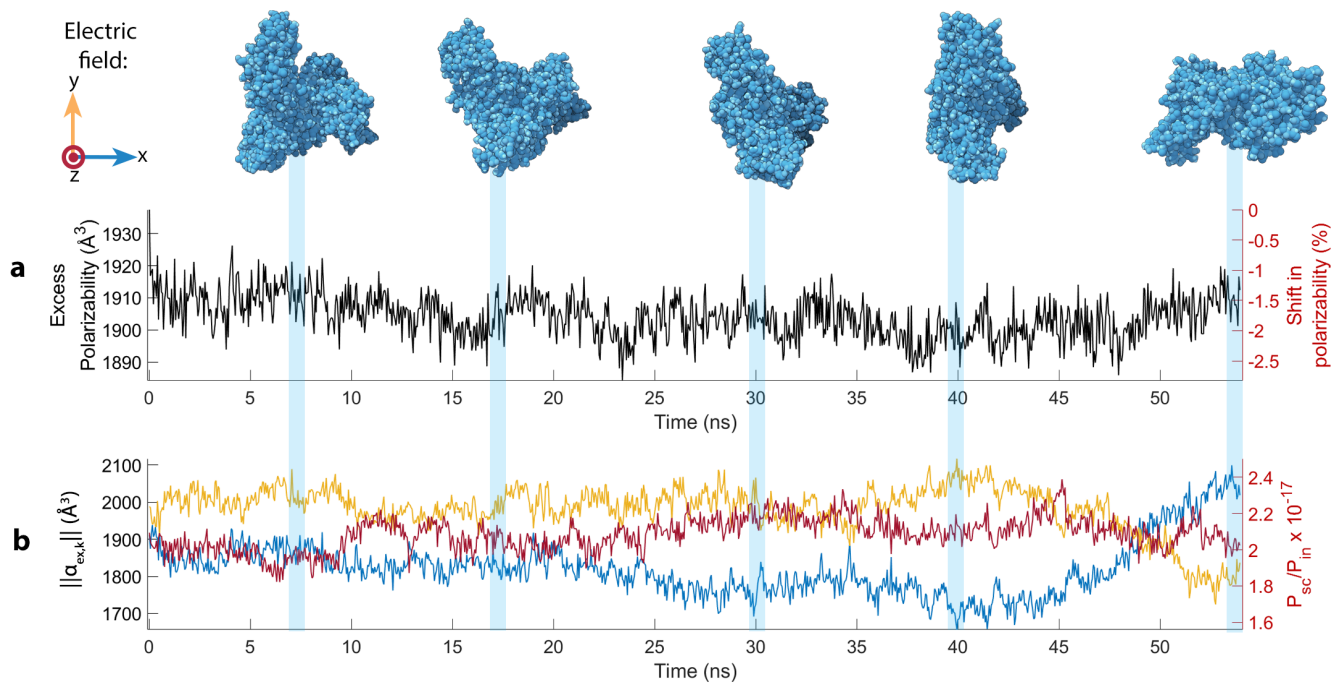 Electric
field:
y
x
z
a
Excess
Polarizability (Å³)
1930
1920
1910
1900
1890
0
-0.5
-1
-1.5
-2
-2.5
Shift in
polarizability (%)
0 5 10 15 20 25 30 35 40 45 50
Time (ns)
b
||α ex,k|| (Å³)
2100
2000
1900
1800
1700
2.4
2.2
2
1.8
1.6
P sc/P in x 10⁻¹⁷
0 5 10 15 20 25 30 35 40 45 50
Time (ns)